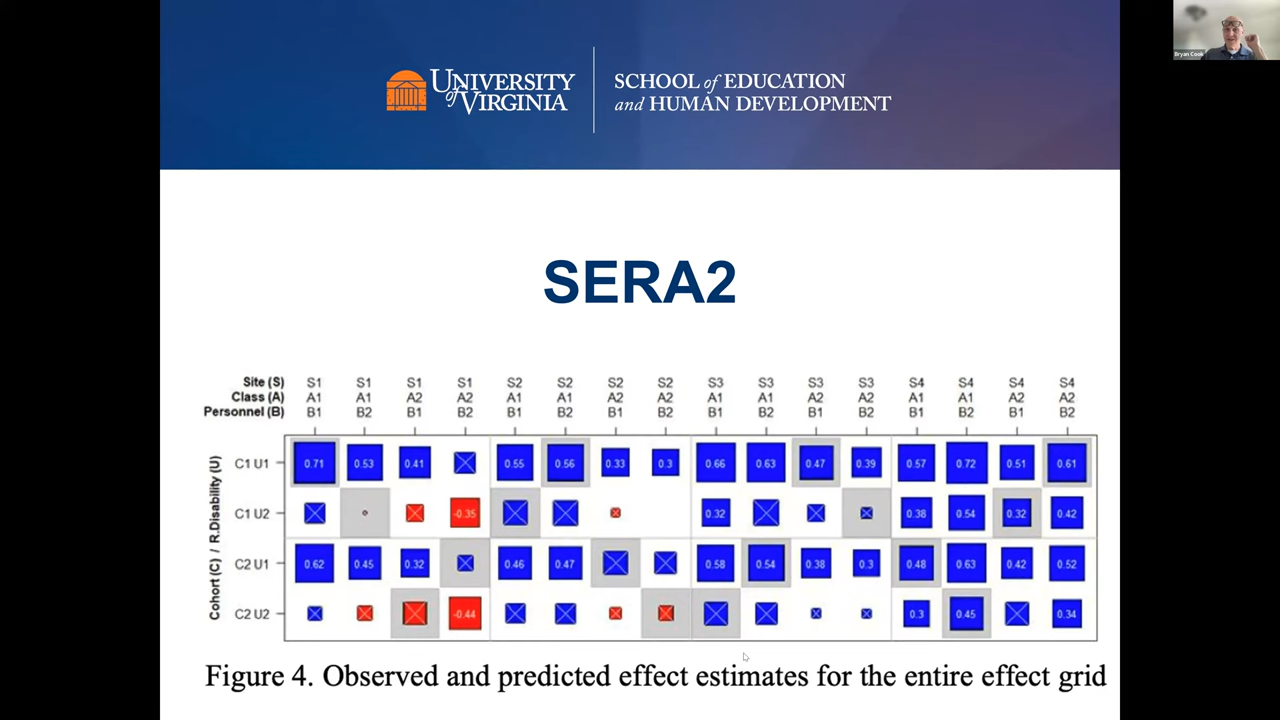 Bryan Cook
UNIVERSITY of VIRGINIA
SCHOOL of EDUCATION
and HUMAN DEVELOPMENT
SERA2
Site (S) S1 S1 S1 S1 S2 S2 S2 S2 S3 S3 S3 S3 S4 S4 S4 S4
Class (A) A1 A1 A2 A2 A1 A1 A2 A2 A1 A1 A2 A2 A1 A1 A2 A2
Personnel (B) B1 B2 B1 B2 B1 B2 B1 B2 B1 B2 B1 B2 B1 B2 B1 B2
Cohort (C) / R.Disability (U)
C1 U1 0.71 0.53 0.41 0.55 0.56 0.33 0.3 0.66 0.63 0.47 0.39 0.57 0.72 0.51 0.61
C1 U2 -0.35 0.32 0.38 0.54 0.32 0.42
C2 U1 0.62 0.45 0.32 0.46 0.47 0.58 0.54 0.38 0.3 0.48 0.63 0.42 0.52
C2 U2 -0.44 0.3 0.45 0.34
Figure 4. Observed and predicted effect estimates for the entire effect grid